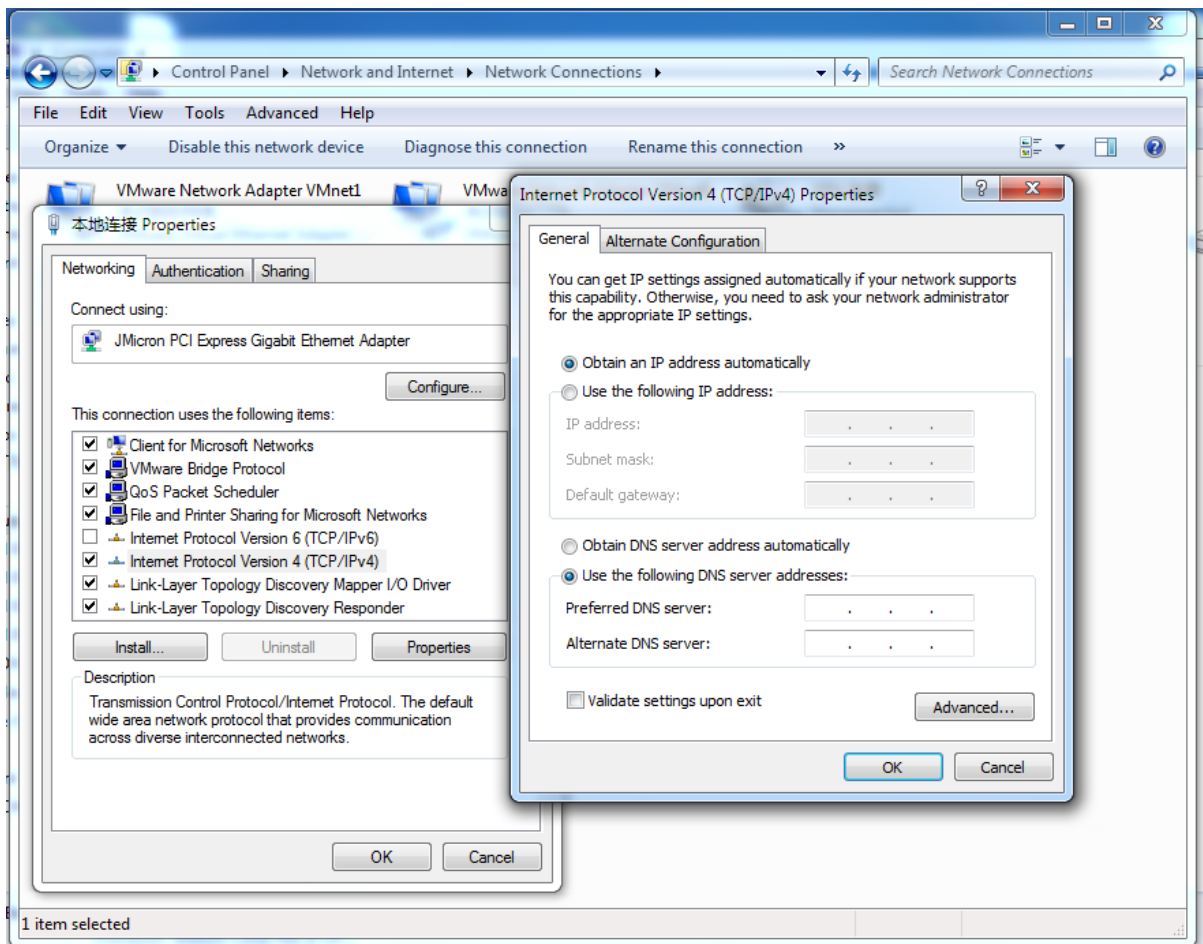 Control Panel ▸ Network and Internet ▸ Network Connections ▸
Search Network Connections
File Edit View Tools Advanced Help
Organize Disable this network device Diagnose this connection Rename this connection »
VMware Network Adapter VMnet1
本地连接 Properties
Networking Authentication Sharing
Connect using:
JMicron PCI Express Gigabit Ethernet Adapter
Configure...
This connection uses the following items:
Client for Microsoft Networks
VMware Bridge Protocol
QoS Packet Scheduler
File and Printer Sharing for Microsoft Networks
Internet Protocol Version 6 (TCP/IPv6)
Internet Protocol Version 4 (TCP/IPv4)
Link-Layer Topology Discovery Mapper I/O Driver
Link-Layer Topology Discovery Responder
Install... Uninstall Properties
Description
Transmission Control Protocol/Internet Protocol. The default
wide area network protocol that provides communication
across diverse interconnected networks.
OK Cancel
Internet Protocol Version 4 (TCP/IPv4) Properties
General Alternate Configuration
You can get IP settings assigned automatically if your network supports
this capability. Otherwise, you need to ask your network administrator
for the appropriate IP settings.
Obtain an IP address automatically
Use the following IP address:
IP address:
Subnet mask:
Default gateway:
Obtain DNS server address automatically
Use the following DNS server addresses:
Preferred DNS server:
Alternate DNS server:
Validate settings upon exit
Advanced...
OK Cancel
1 item selected